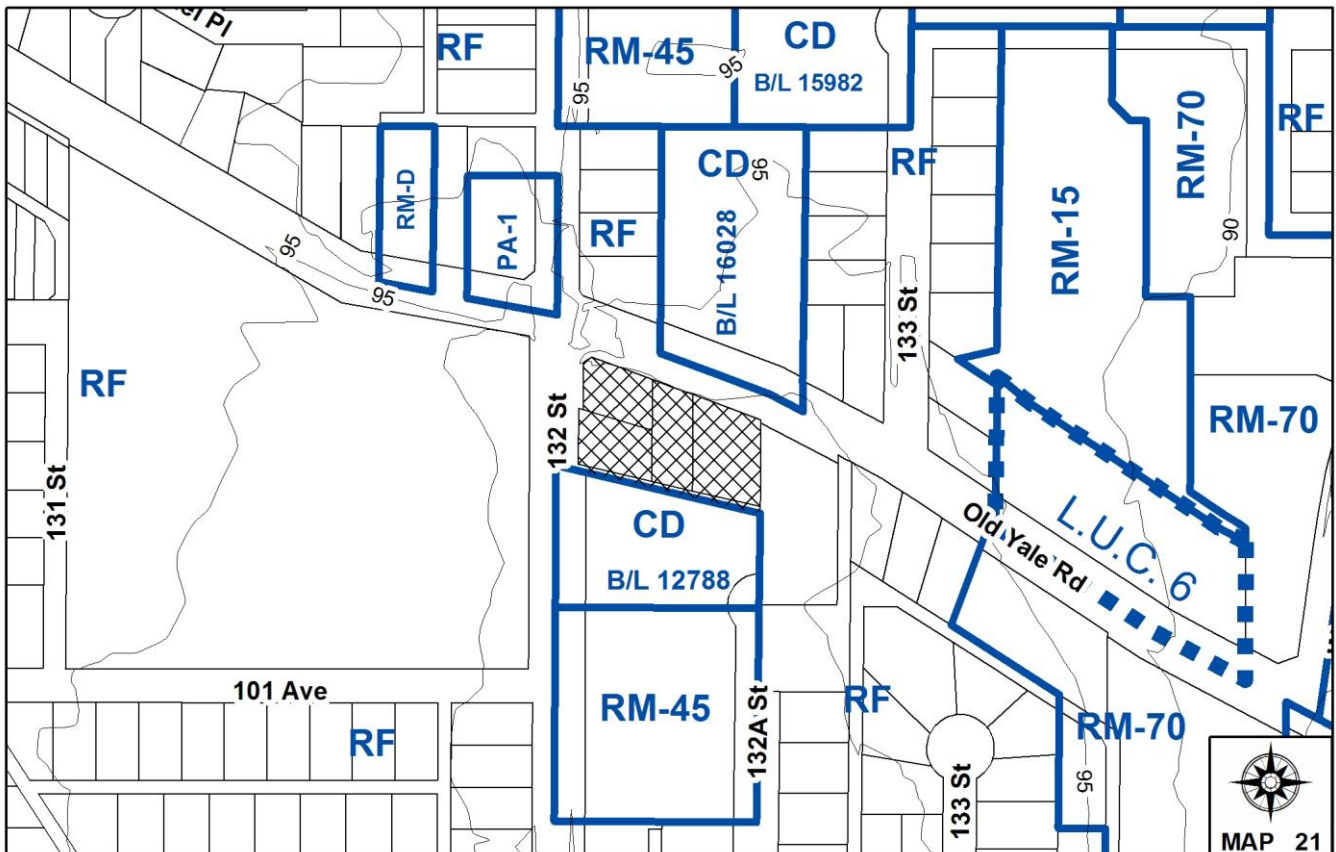 el Pl
RF
RM-45
CD
B/L 15982
95
95
RM-D
PA-1
RF
CD
95
B/L 16028
RF
RM-15
RM-70
RF
90
95
95
133 St
RF
131 St
132 St
RM-70
CD
B/L 12788
Old Yale Rd
L.U.C. 6
101 Ave
RM-45
132A St
RF
RF
RM-70
133 St
95
MAP 21